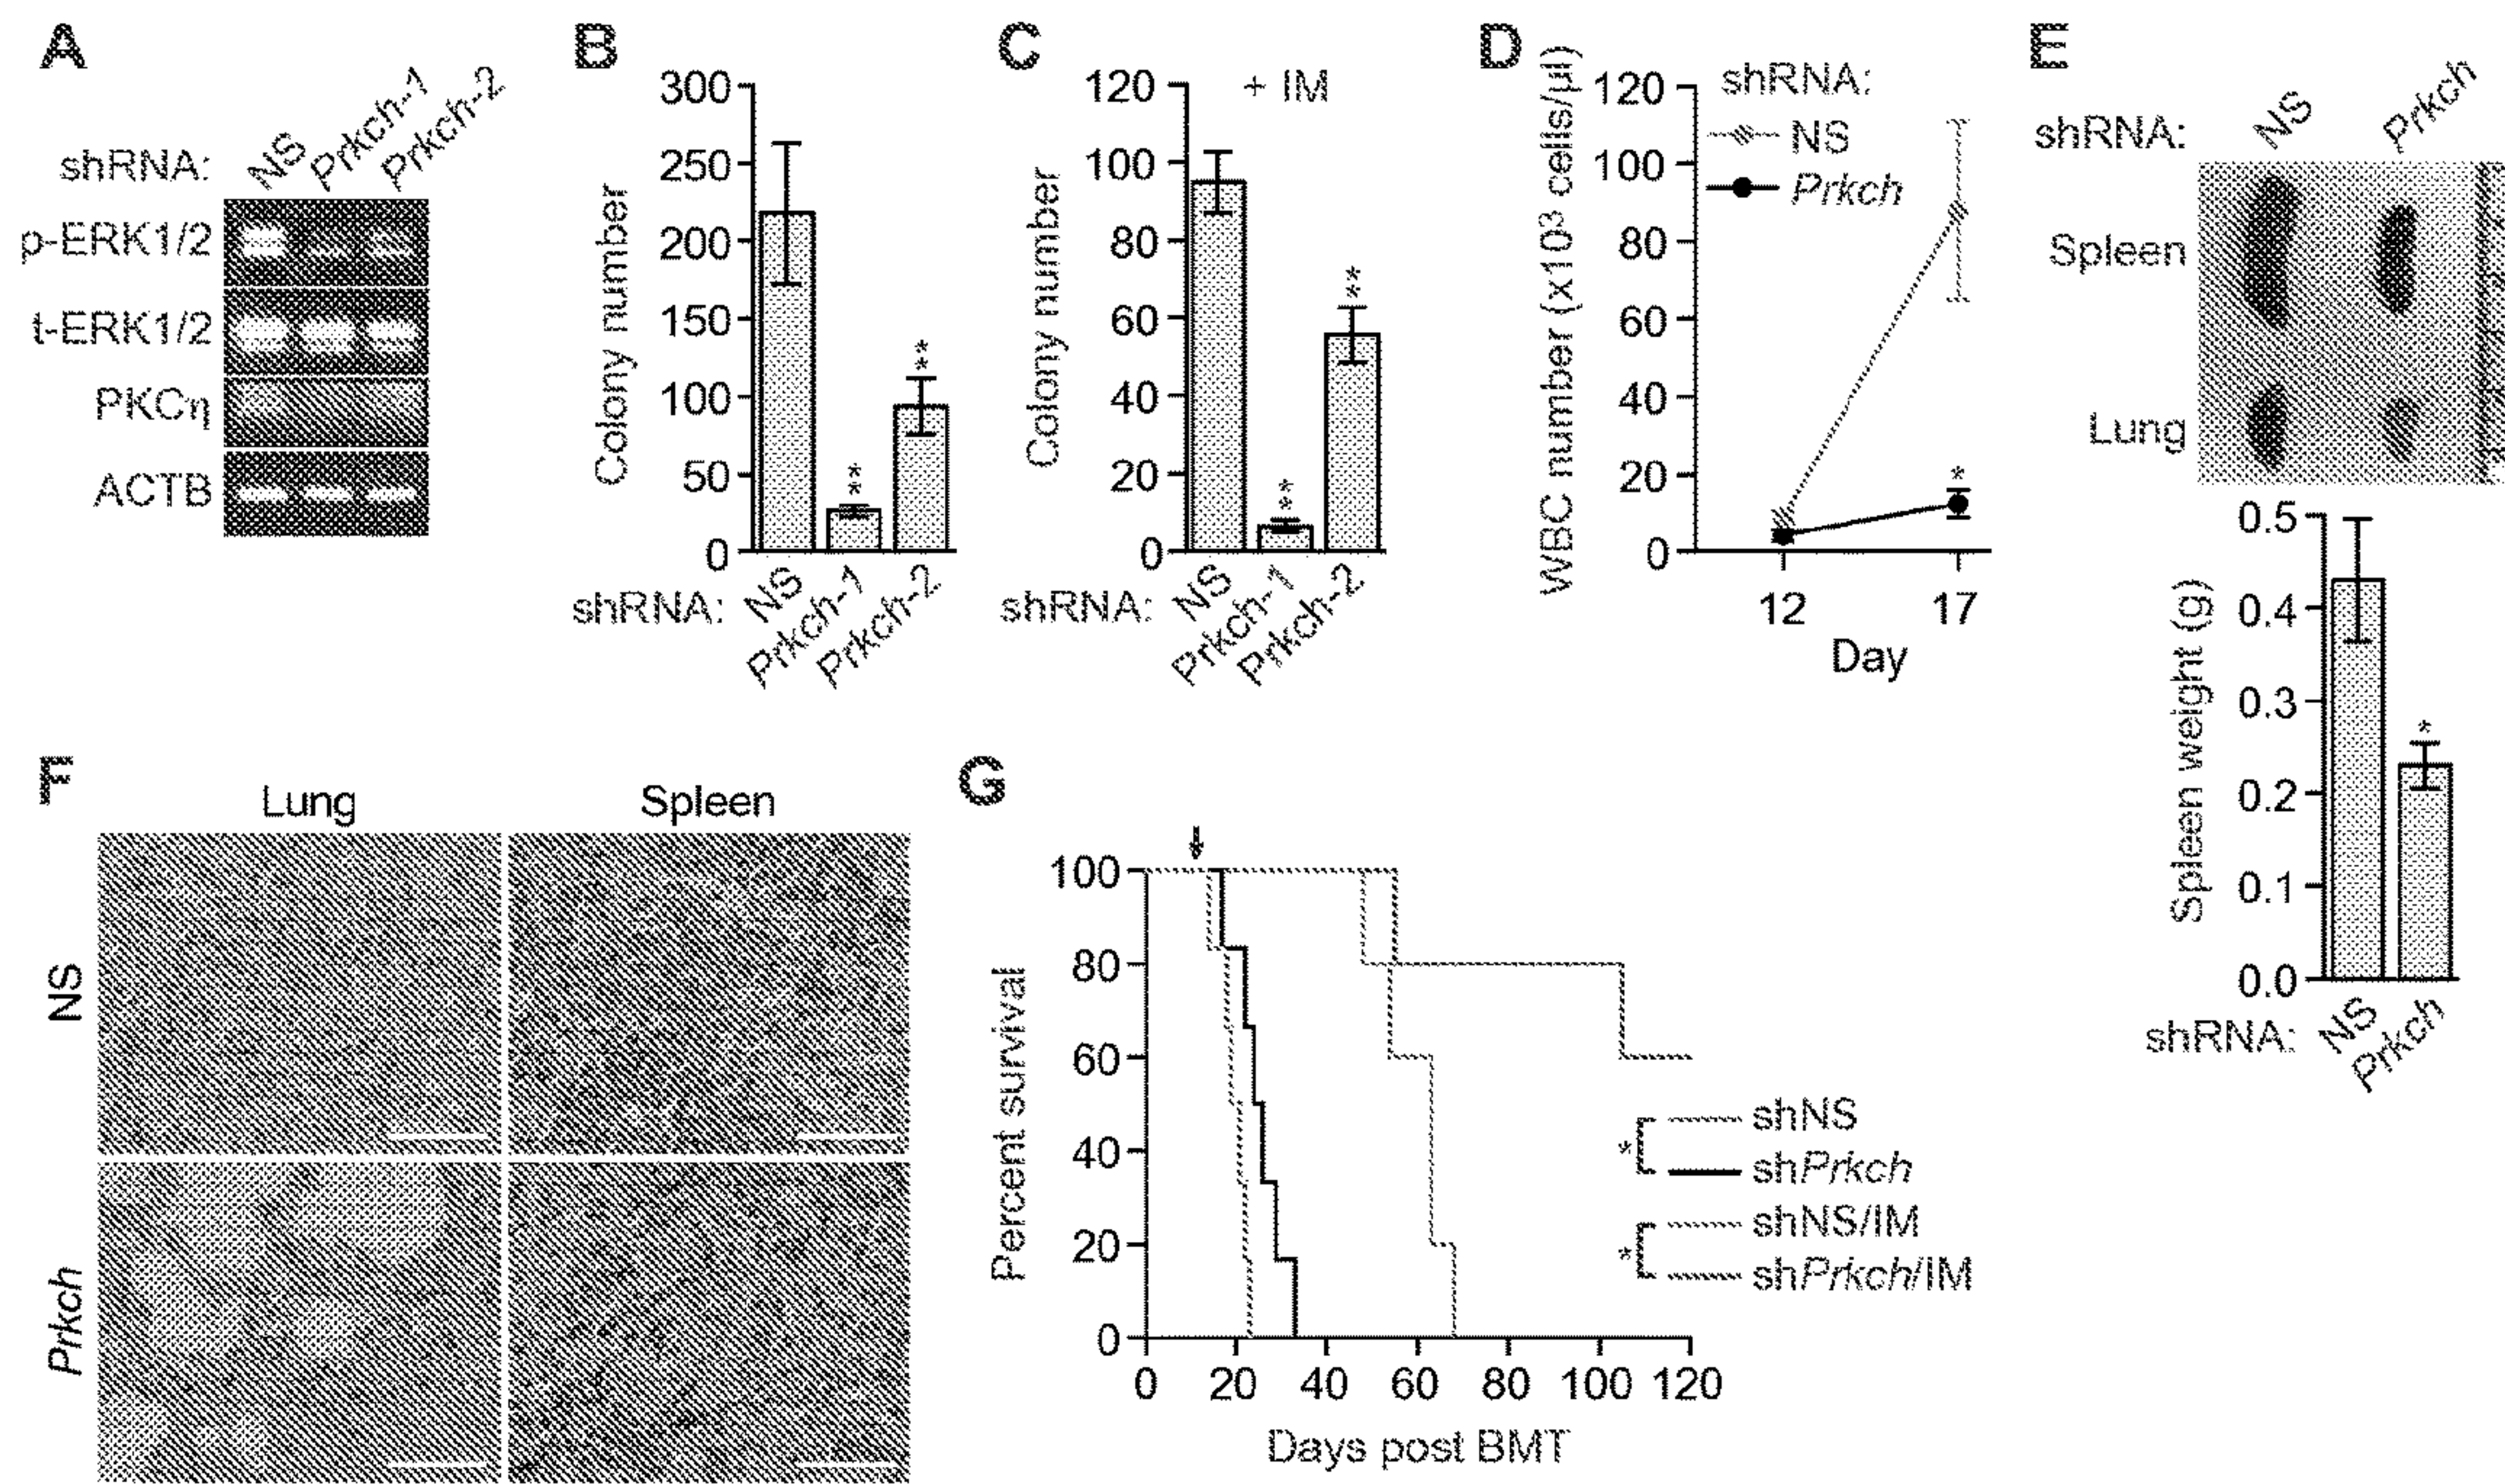 A
shRNA: NS Prkch-1 Prkch-2
p-ERK1/2
t-ERK1/2
PKCη
ACTB
B
Colony number
300
250
200
150
100
50
0
**
**
shRNA: NS Prkch-1 Prkch-2
C
+ IM
Colony number
120
100
80
60
40
20
0
**
**
shRNA: NS Prkch-1 Prkch-2
D
WBC number (x10³ cells/µl)
shRNA:
NS
Prkch
120
100
80
60
40
20
0
*
12 17
Day
E
shRNA: NS Prkch
Spleen
Lung
Spleen weight (g)
0.5
0.4
0.3
0.2
0.1
0.0
*
shRNA: NS Prkch
F
Lung Spleen
NS
Prkch
G
Percent survival
100
80
60
40
20
0
0 20 40 60 80 100 120
Days post BMT
* shNS
shPrkch
* shNS/IM
shPrkch/IM